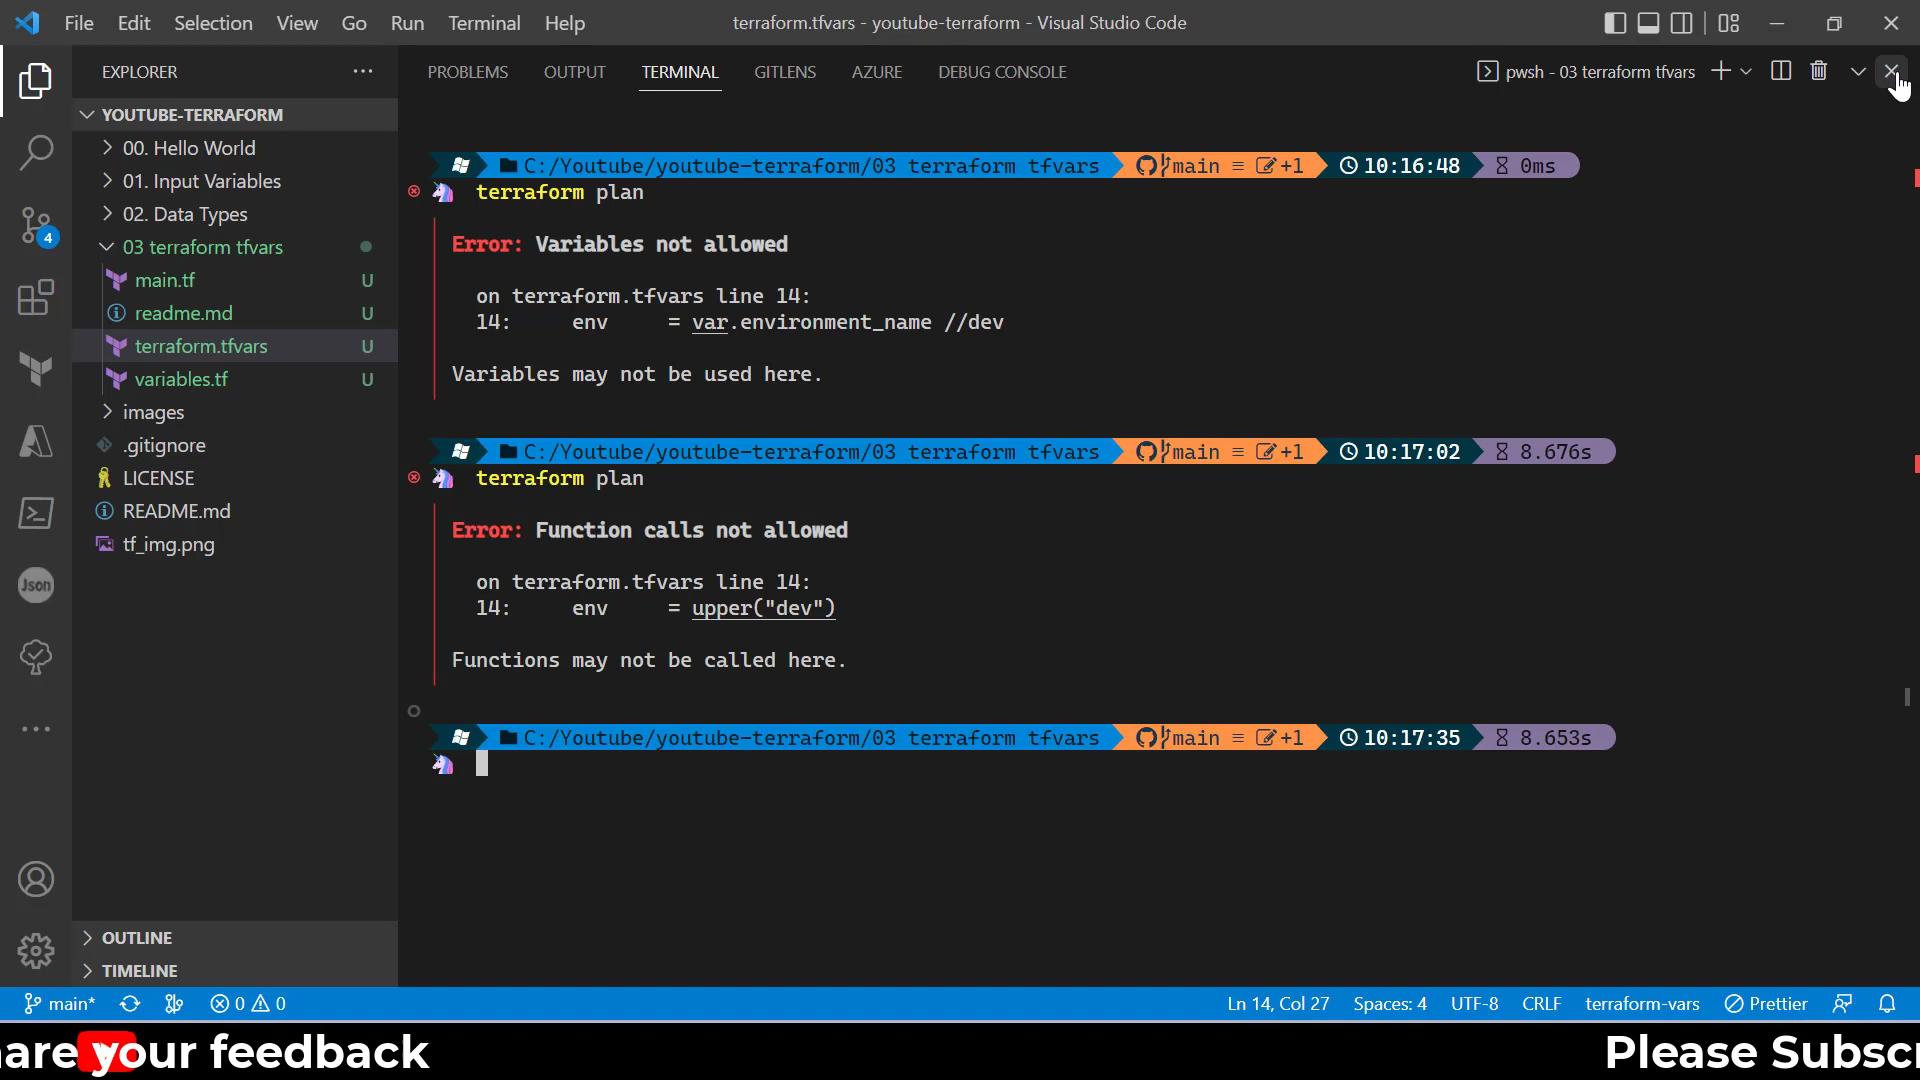 File Edit Selection View Go Run Terminal Help
terraform.tfvars - youtube-terraform - Visual Studio Code
EXPLORER
YOUTUBE-TERRAFORM
00. Hello World
01. Input Variables
02. Data Types
03 terraform tfvars
main.tf U
readme.md U
terraform.tfvars U
variables.tf U
images
.gitignore
LICENSE
README.md
tf_img.png
OUTLINE
TIMELINE
4
Json
PROBLEMS OUTPUT TERMINAL GITLENS AZURE DEBUG CONSOLE
pwsh - 03 terraform tfvars
C:/Youtube/youtube-terraform/03 terraform tfvars main ≡ +1 10:16:48 0ms
terraform plan
Error: Variables not allowed
on terraform.tfvars line 14:
14: env = var.environment_name //dev
Variables may not be used here.
C:/Youtube/youtube-terraform/03 terraform tfvars main ≡ +1 10:17:02 8.676s
terraform plan
Error: Function calls not allowed
on terraform.tfvars line 14:
14: env = upper("dev")
Functions may not be called here.
C:/Youtube/youtube-terraform/03 terraform tfvars main ≡ +1 10:17:35 8.653s
main* 0 0 Ln 14, Col 27 Spaces: 4 UTF-8 CRLF terraform-vars Prettier
are your feedback Please Subsc